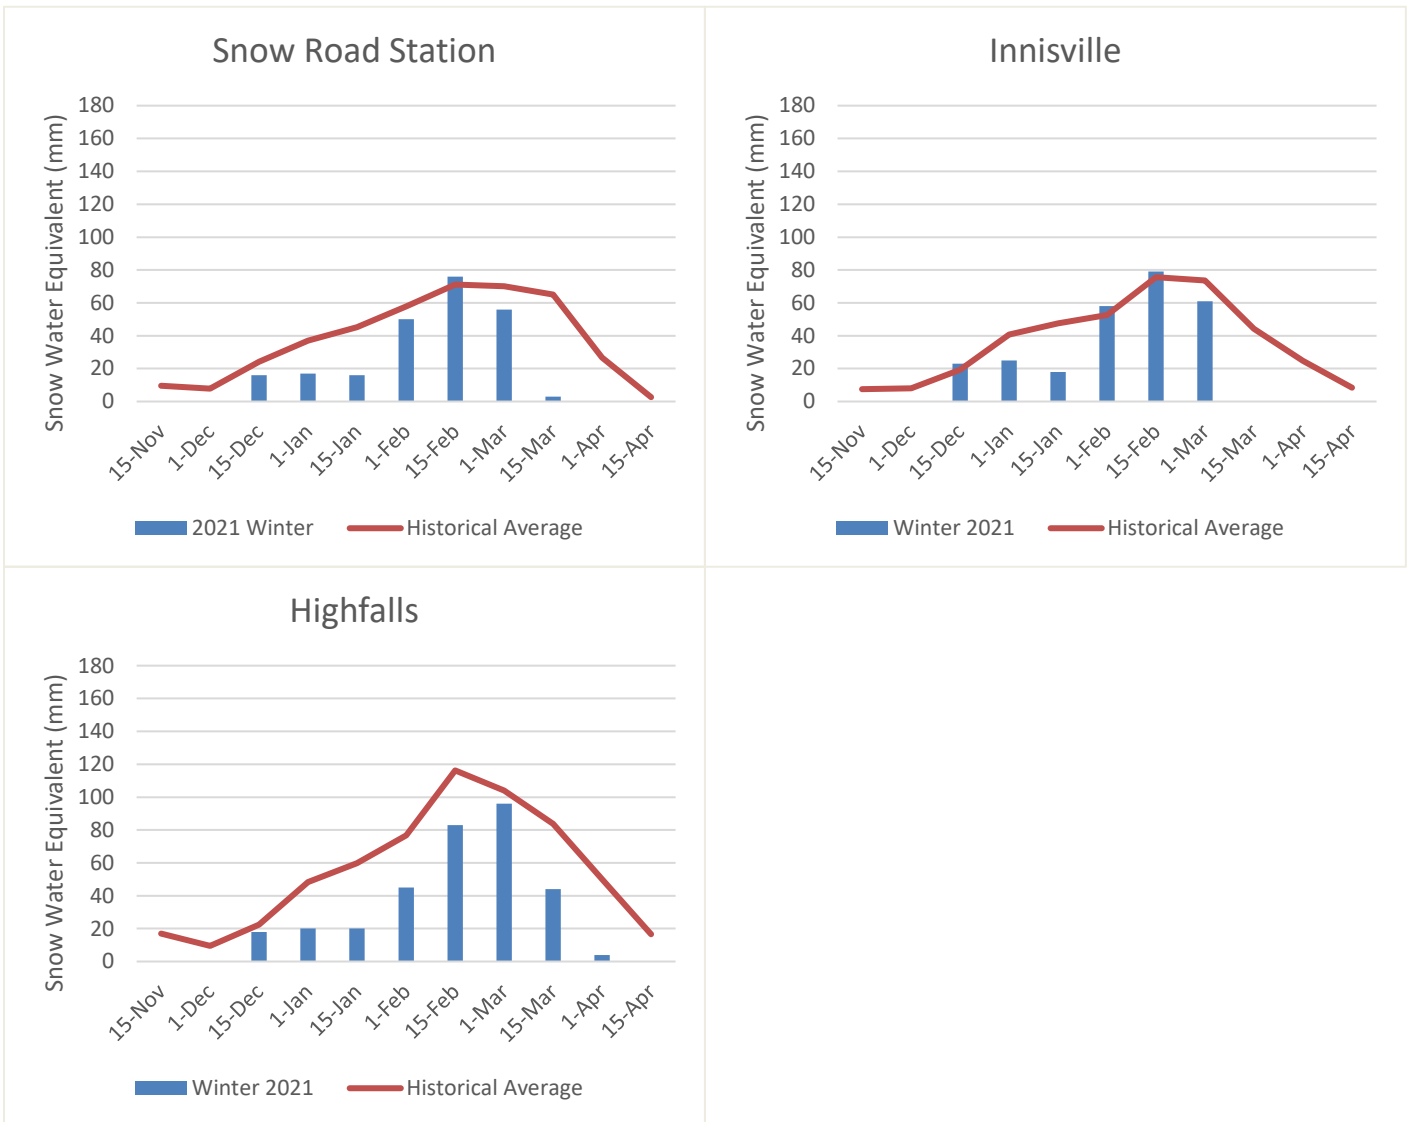 Snow Road Station
Snow Water Equivalent (mm)
180
160
140
120
100
80
60
40
20
0
15-Nov
1-Dec
15-Dec
1-Jan
15-Jan
1-Feb
15-Feb
1-Mar
15-Mar
1-Apr
15-Apr
2021 Winter
Historical Average
Innisville
Snow Water Equivalent (mm)
180
160
140
120
100
80
60
40
20
0
15-Nov
1-Dec
15-Dec
1-Jan
15-Jan
1-Feb
15-Feb
1-Mar
15-Mar
1-Apr
15-Apr
Winter 2021
Historical Average
Highfalls
Snow Water Equivalent (mm)
180
160
140
120
100
80
60
40
20
0
15-Nov
1-Dec
15-Dec
1-Jan
15-Jan
1-Feb
15-Feb
1-Mar
15-Mar
1-Apr
15-Apr
Winter 2021
Historical Average